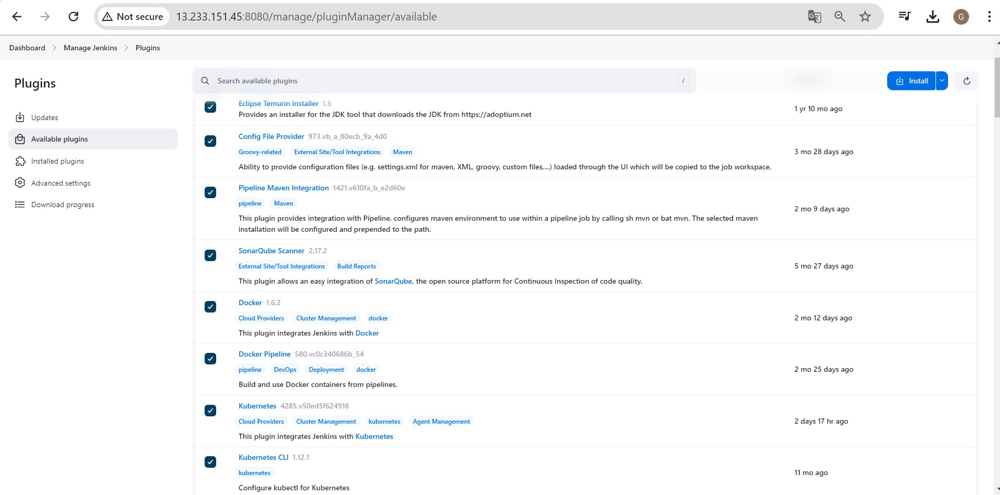 Not secure 13.233.151.45:8080/manage/pluginManager/available G
Dashboard Manage Jenkins Plugins
Plugins
Updates
Available plugins
Installed plugins
Advanced settings
Download progress
Search available plugins / Install
Eclipse Temurin installer 1.5
Provides an installer for the JDK tool that downloads the JDK from https://adoptium.net
1 yr 10 mo ago
Config File Provider 973.vb_a_80ecb_9a_4d0
Groovy-related External Site/Tool Integrations Maven
Ability to provide configuration files (e.g. settings.xml for maven, XML, groovy, custom files,...) loaded through the UI which will be copied to the job workspace.
3 mo 28 days ago
Pipeline Maven Integration 1421.v610fa_b_e2d60e
pipeline Maven
This plugin provides integration with Pipeline, configures maven environment to use within a pipeline job by calling sh mvn or bat mvn. The selected maven
installation will be configured and prepended to the path.
2 mo 9 days ago
SonarQube Scanner 2.17.2
External Site/Tool Integrations Build Reports
This plugin allows an easy integration of SonarQube, the open source platform for Continuous Inspection of code quality.
5 mo 27 days ago
Docker 1.6.2
Cloud Providers Cluster Management docker
This plugin integrates Jenkins with Docker
2 mo 12 days ago
Docker Pipeline 580.vc0c340686b_54
pipeline DevOps Deployment docker
Build and use Docker containers from pipelines.
2 mo 25 days ago
Kubernetes 4285.v50ed5f624918
Cloud Providers Cluster Management kubernetes Agent Management
This plugin integrates Jenkins with Kubernetes
2 days 17 hr ago
Kubernetes CLI 1.12.1
kubernetes
Configure kubectl for Kubernetes
11 mo ago